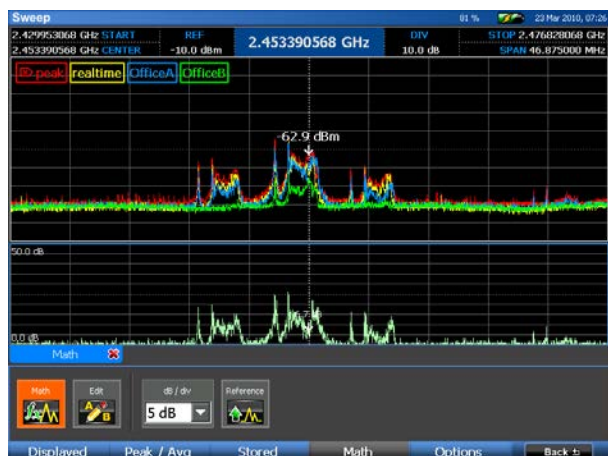 Sweep 81 % 23 Mar 2010, 07:26
2.429953068 GHz START REF 2.453390568 GHz DIV STOP 2.476828068 GHz
2.453390568 GHz CENTER -10.0 dBm 10.0 dB SPAN 46.875000 MHz
peak realtime OfficeA OfficeB
-62.9 dBm
50.0 dB
0.0 dB
Math
Math Edit dB / div Reference
5 dB
Displayed Peak / Avg Stored Math Options Back